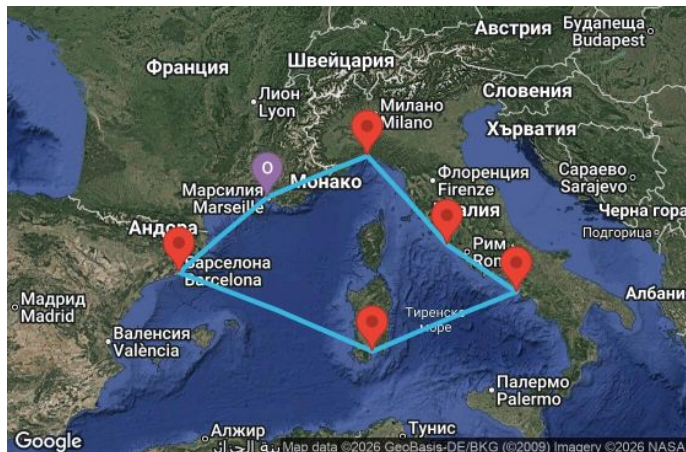 Австрия
Будапеща
Budapest
Швейцария
Франция
Словения
Лион
Lyon
Милано
Milano
Хърватия
O
Монако
Флоренция
Firenze
Сараево
Sarajevo
Марсилия
Marseille
алия
Черна гора
Андора
Подгорица
Рим
Барселона
Barcelona
Мадрид
Madrid
Тиренско
море
Албани
Валенсия
València
Палермо
Palermo
Алжир
Тунис
Google
Map data ©2026 GeoBasis-DE/BKG (©2009) Imagery ©2026 NASA